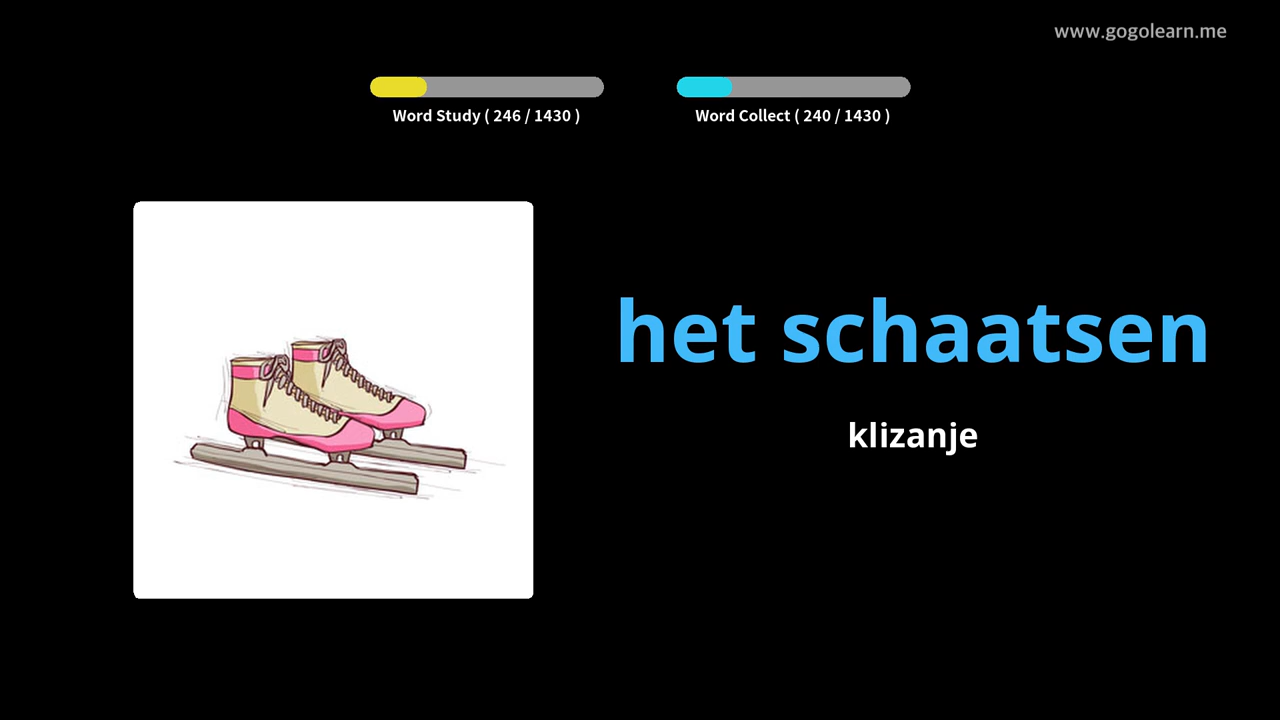 www.gogolearn.me
Word Study ( 246 / 1430 )
Word Collect ( 240 / 1430 )
het schaatsen
klizanje